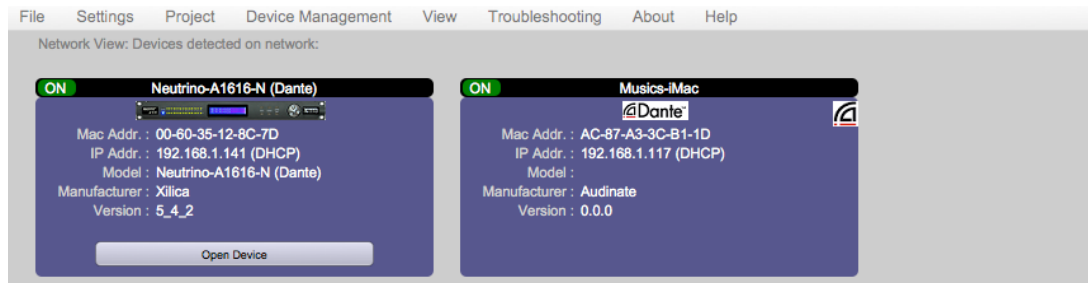 File Settings Project Device Management View Troubleshooting About Help
Network View: Devices detected on network:
ON Neutrino-A1616-N (Dante)
Mac Addr. : 00-60-35-12-8C-7D
IP Addr. : 192.168.1.141 (DHCP)
Model : Neutrino-A1616-N (Dante)
Manufacturer : Xilica
Version : 5_4_2
Open Device
ON Musics-iMac
Dante™
Mac Addr. : AC-87-A3-3C-B1-1D
IP Addr. : 192.168.1.117 (DHCP)
Model :
Manufacturer : Audinate
Version : 0.0.0